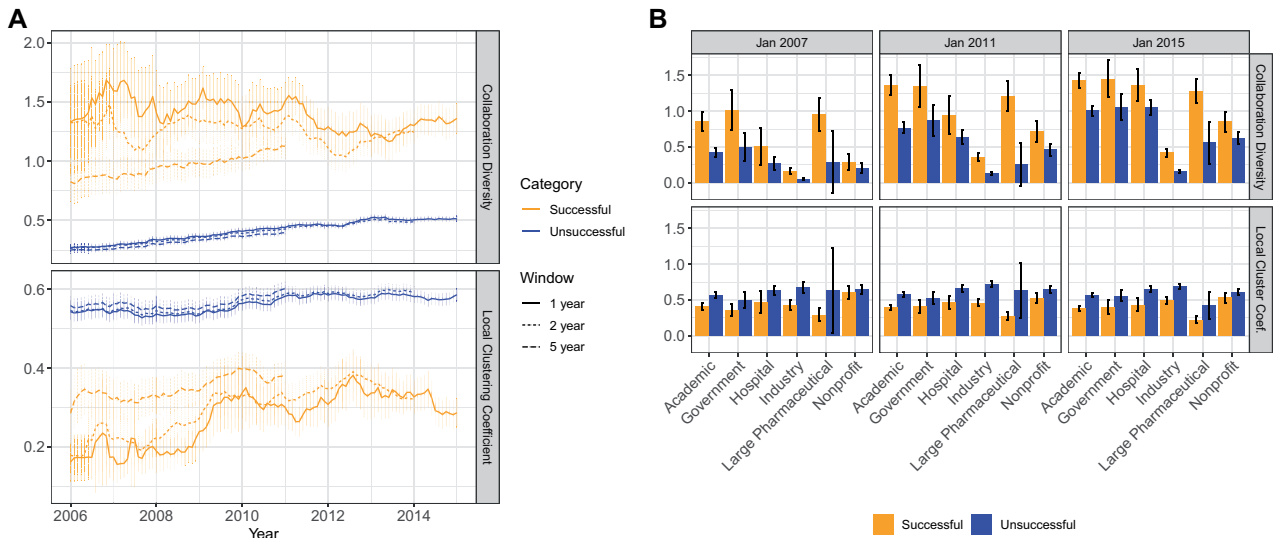 A
2.0
1.5
1.0
0.5
Collaboration Diversity
0.6
0.4
0.2
Local Clustering Coefficient
2006
2008
2010
2012
2014
Year
Category
Successful
Unsuccessful
Window
1 year
2 year
5 year
B
Jan 2007
Jan 2011
Jan 2015
1.5
1.0
0.5
0.0
Collaboration Diversity
1.5
1.0
0.5
0.0
Local Cluster Coef.
Academic
Government
Hospital
Industry
Large Pharmaceutical
Nonprofit
Academic
Government
Hospital
Industry
Large Pharmaceutical
Nonprofit
Academic
Government
Hospital
Industry
Large Pharmaceutical
Nonprofit
Successful
Unsuccessful